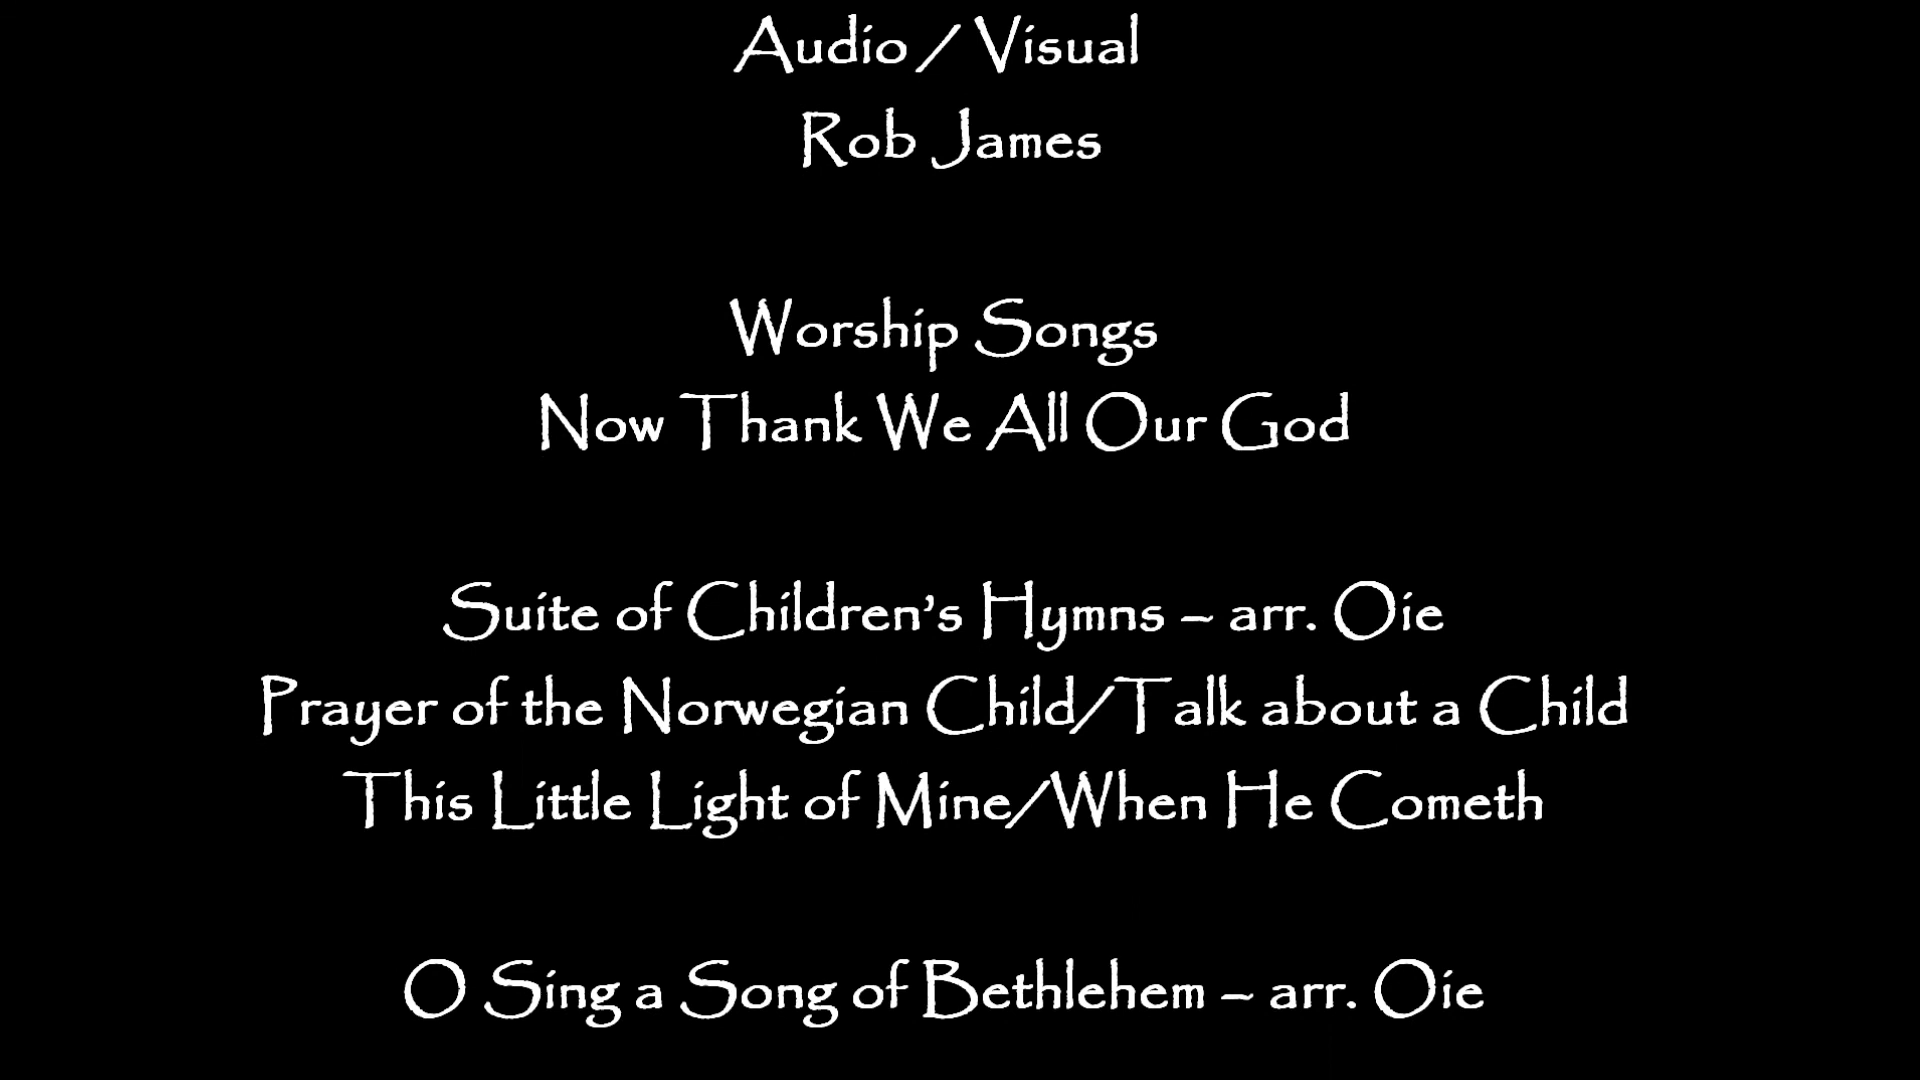 Audio / Visual
Rob James
Worship Songs
Now Thank We All Our God
Suite of Children’s Hymns – arr. Oie
Prayer of the Norwegian Child/Talk about a Child
This Little Light of Mine/When He Cometh
O Sing a Song of Bethlehem – arr. Oie